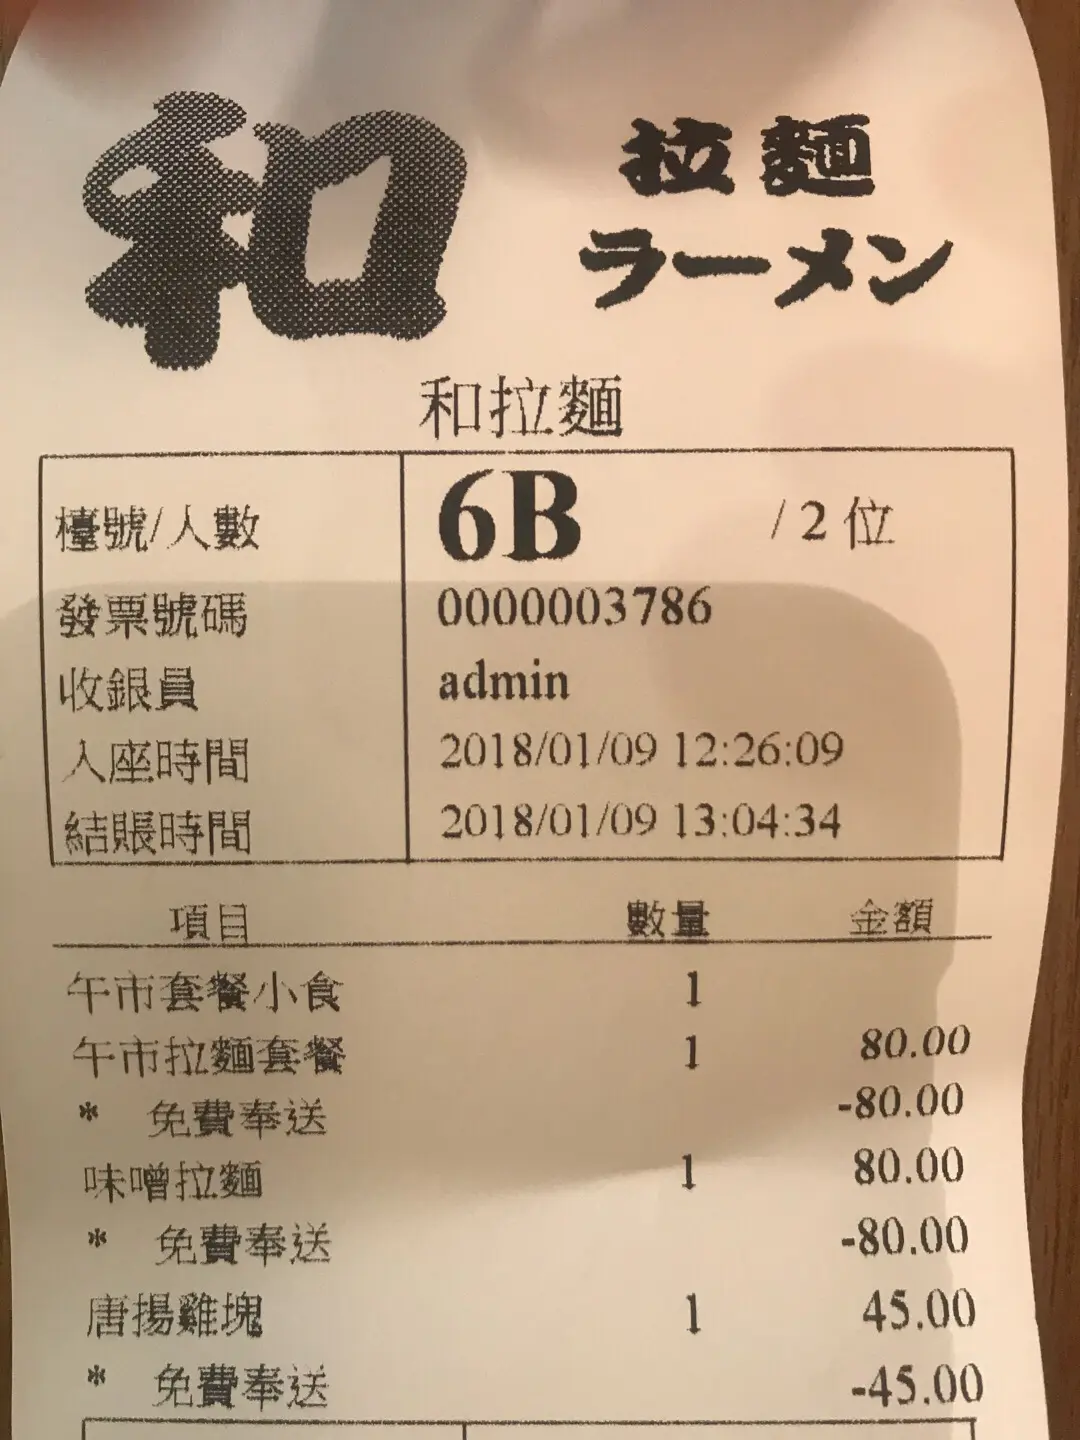 和
拉麵
ラーメン
和拉麵
檯號/人數 6B / 2 位
發票號碼 0000003786
收銀員 admin
入座時間 2018/01/09 12:26:09
結賬時間 2018/01/09 13:04:34
項目 數量 金額
午市套餐小食 1
午市拉麵套餐 1 80.00
* 免費奉送 -80.00
味噌拉麵 1 80.00
* 免費奉送 -80.00
唐揚雞塊 1 45.00
* 免費奉送 -45.00